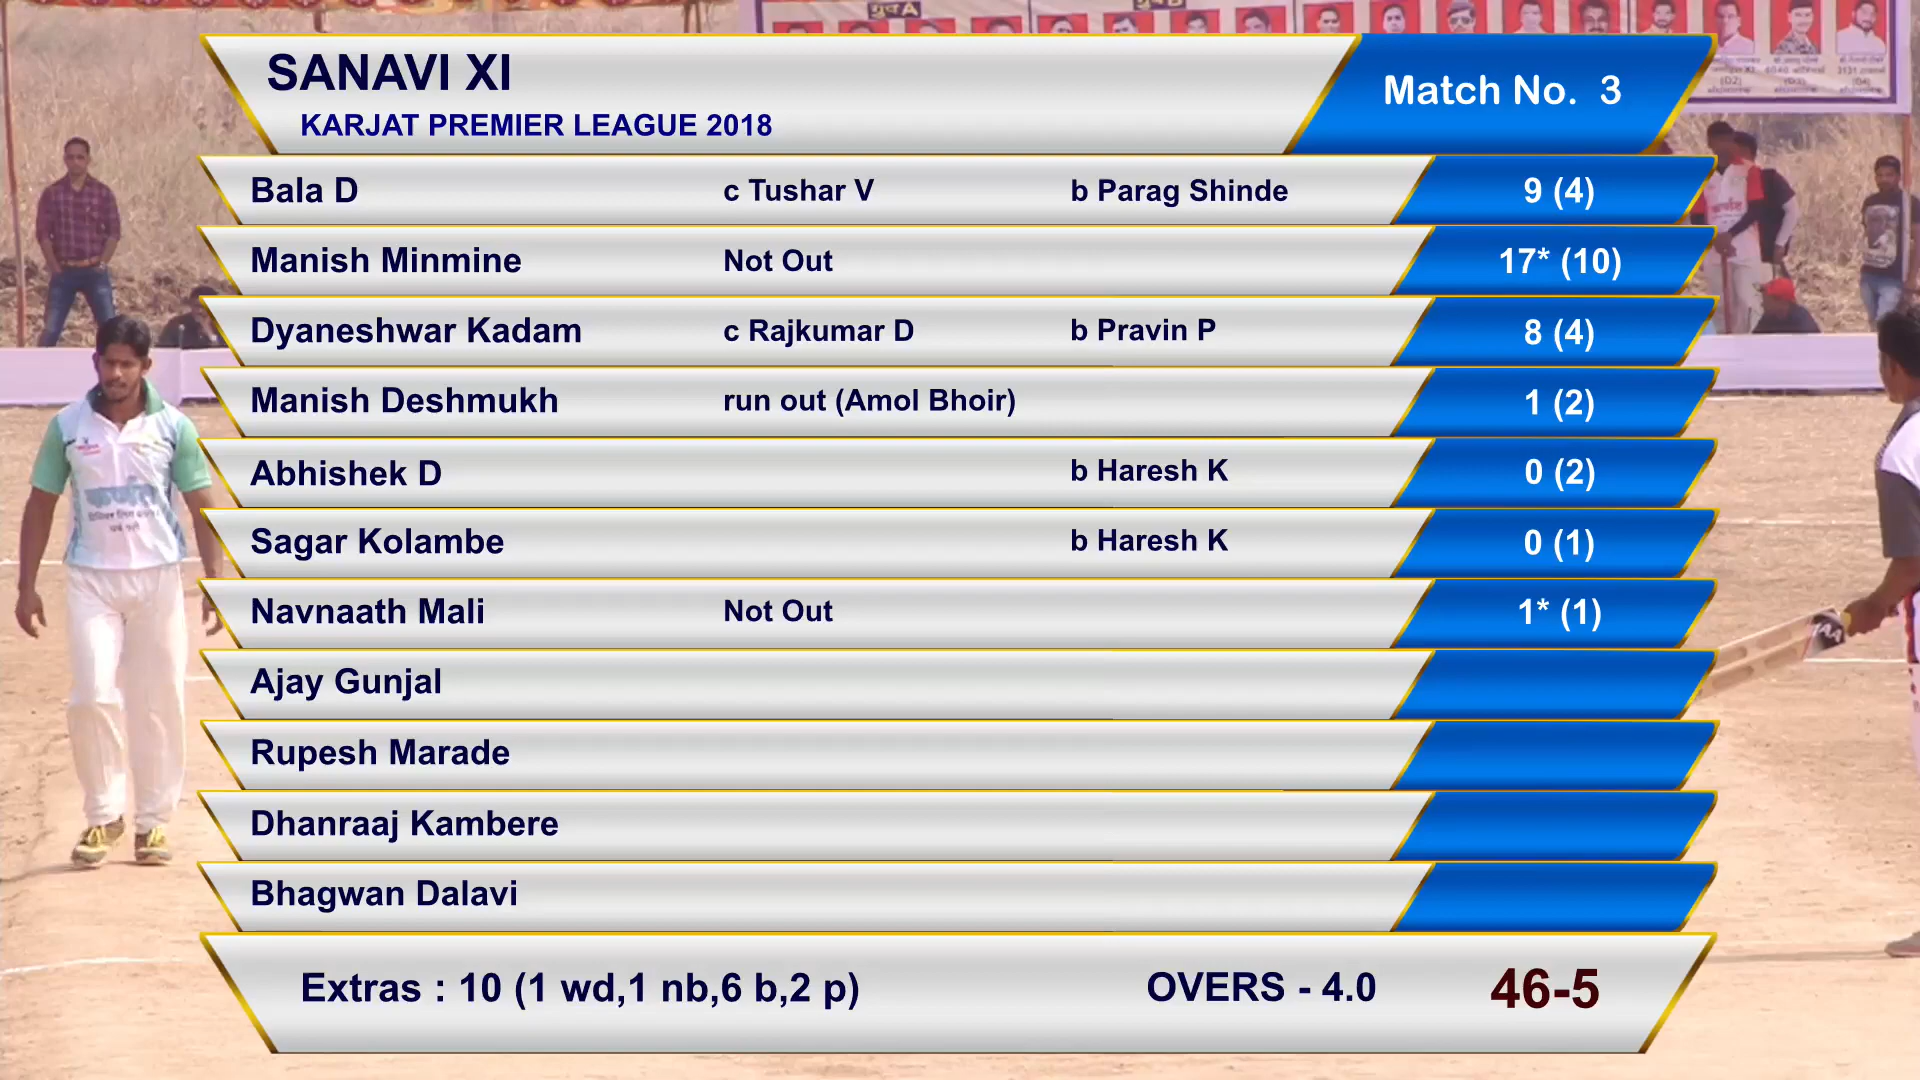 SANAVI XI
KARJAT PREMIER LEAGUE 2018
Match No. 3
Bala D c Tushar V b Parag Shinde 9 (4)
Manish Minmine Not Out 17* (10)
Dyaneshwar Kadam c Rajkumar D b Pravin P 8 (4)
Manish Deshmukh run out (Amol Bhoir) 1 (2)
Abhishek D b Haresh K 0 (2)
Sagar Kolambe b Haresh K 0 (1)
Navnaath Mali Not Out 1* (1)
Ajay Gunjal
Rupesh Marade
Dhanraaj Kambere
Bhagwan Dalavi
Extras : 10 (1 wd,1 nb,6 b,2 p) OVERS - 4.0 46-5